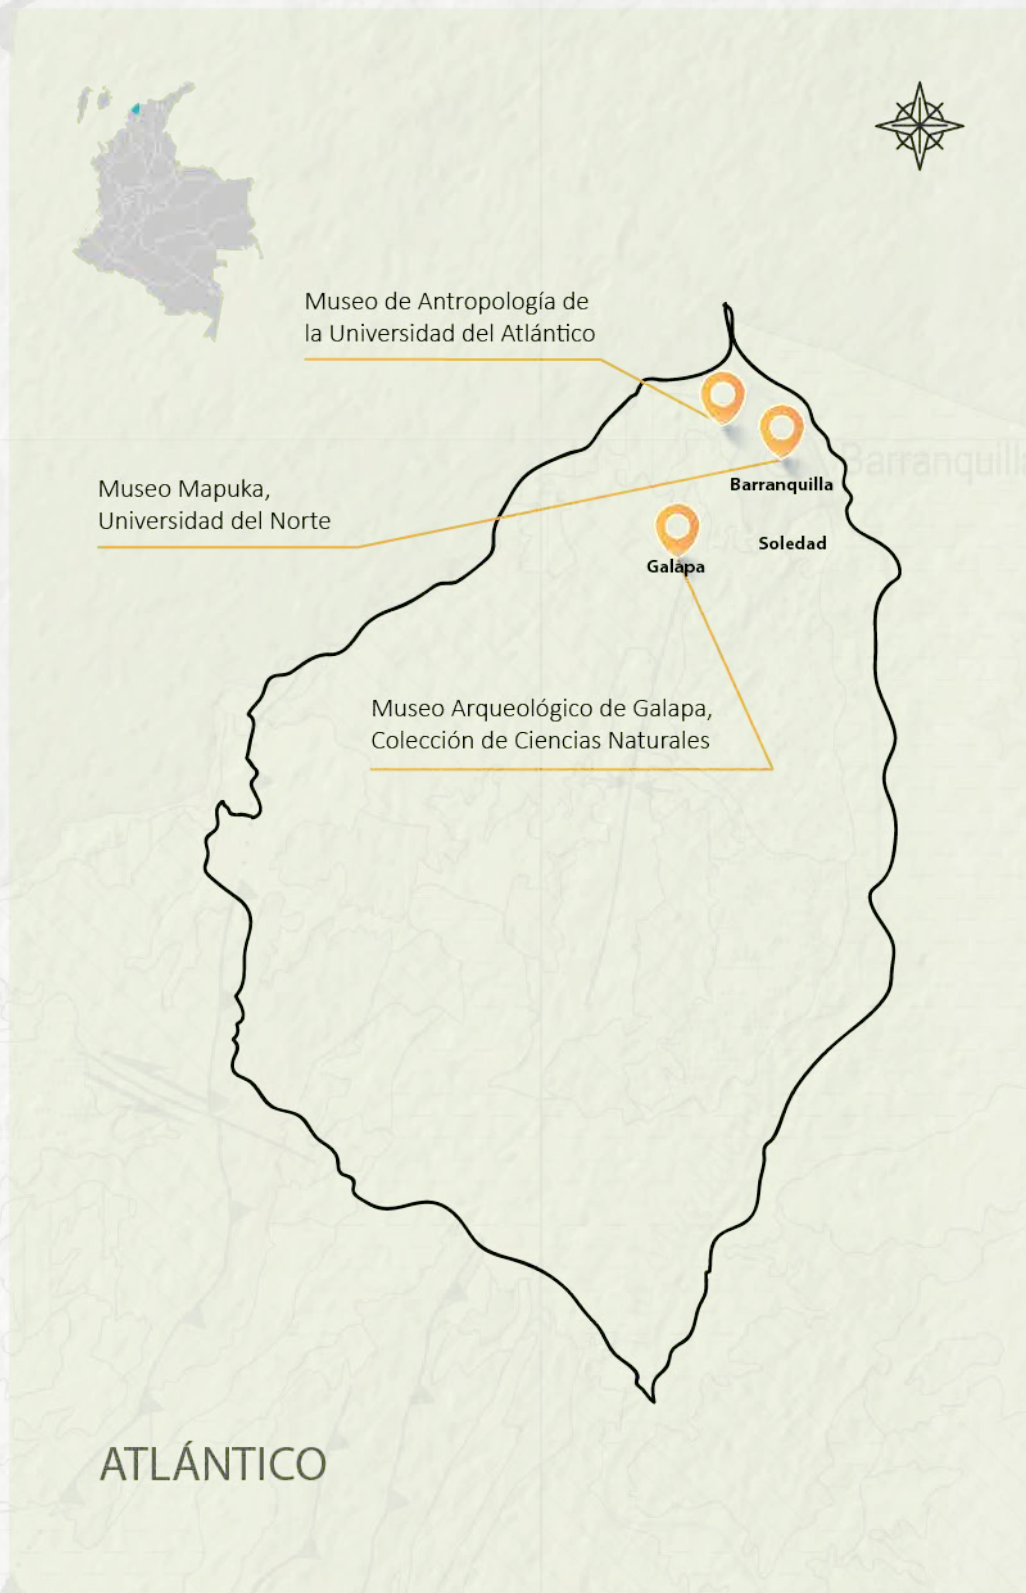 Museo de Antropología de
la Universidad del Atlántico
Barranquilla
Museo Mapuka,
Universidad del Norte
Barranquilla
Soledad
Galapa
Museo Arqueológico de Galapa,
Colección de Ciencias Naturales
ATLÁNTICO